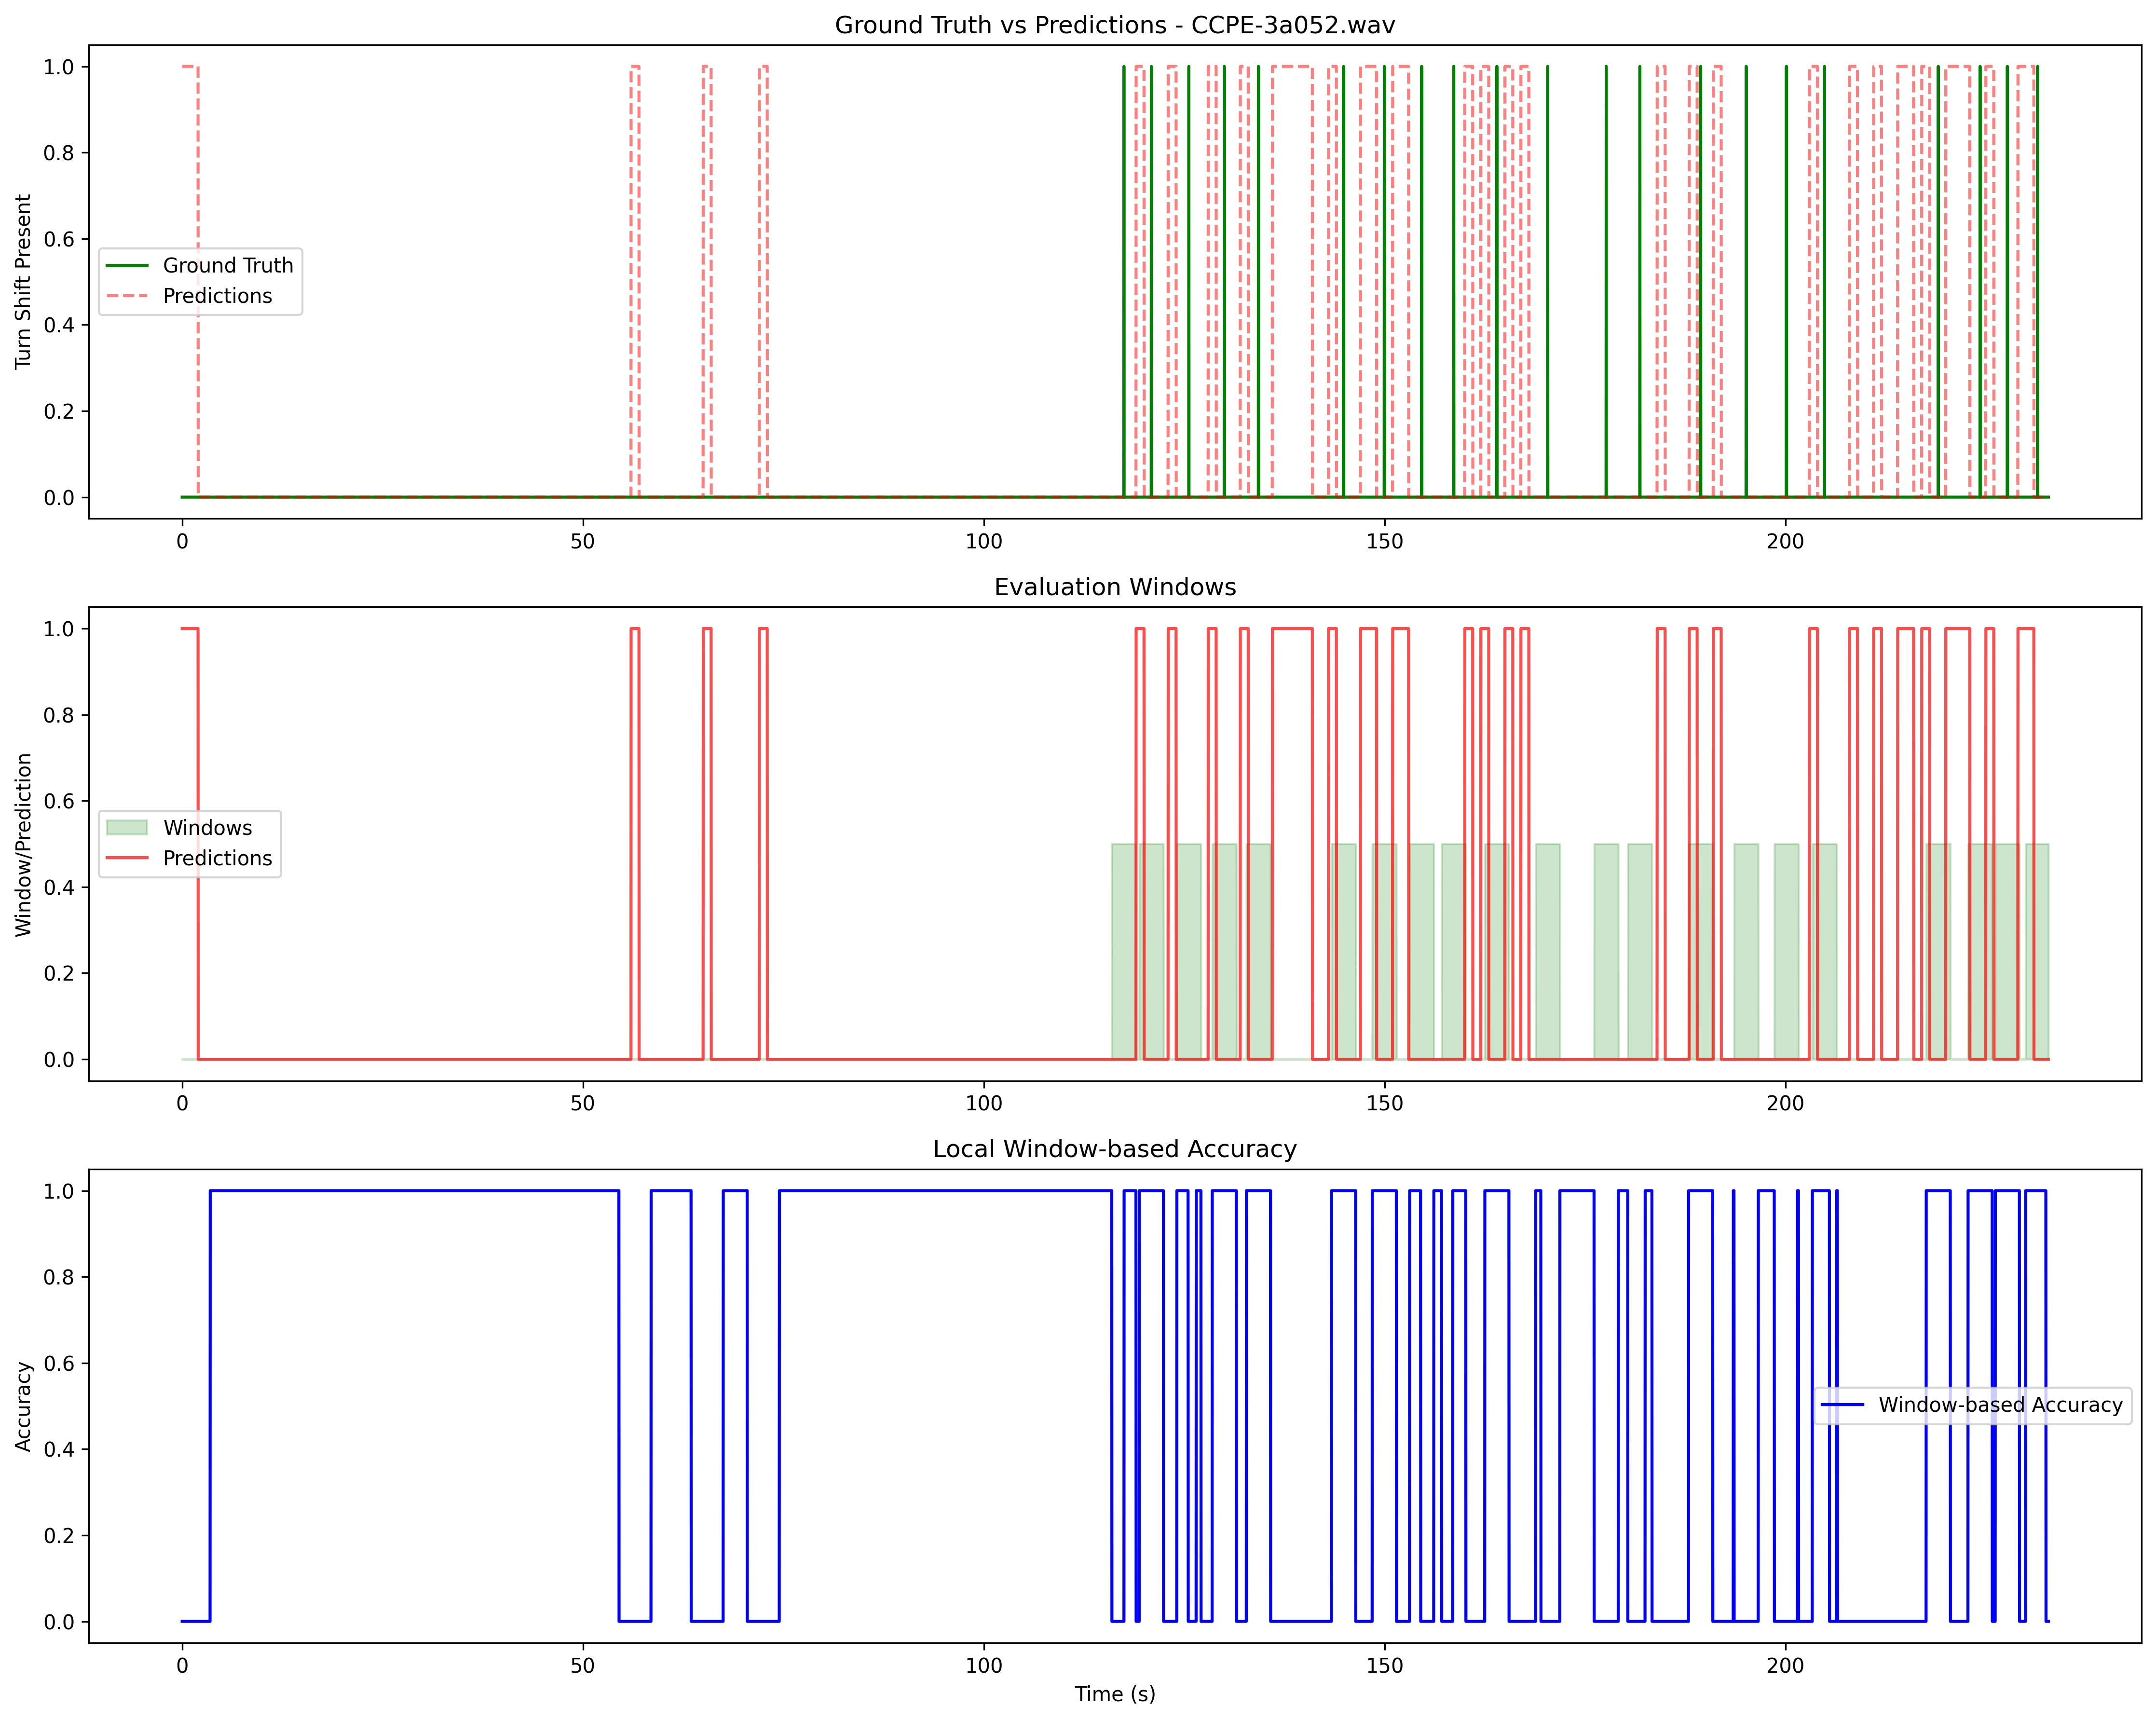 Ground Truth vs Predictions - CCPE-3a052.wav
Turn Shift Present
1.0
0.8
0.6
0.4
0.2
0.0
Ground Truth
Predictions
0 50 100 150 200
Evaluation Windows
Window/Prediction
1.0
0.8
0.6
0.4
0.2
0.0
Windows
Predictions
0 50 100 150 200
Local Window-based Accuracy
Accuracy
1.0
0.8
0.6
0.4
0.2
0.0
Window-based Accuracy
0 50 100 150 200
Time (s)